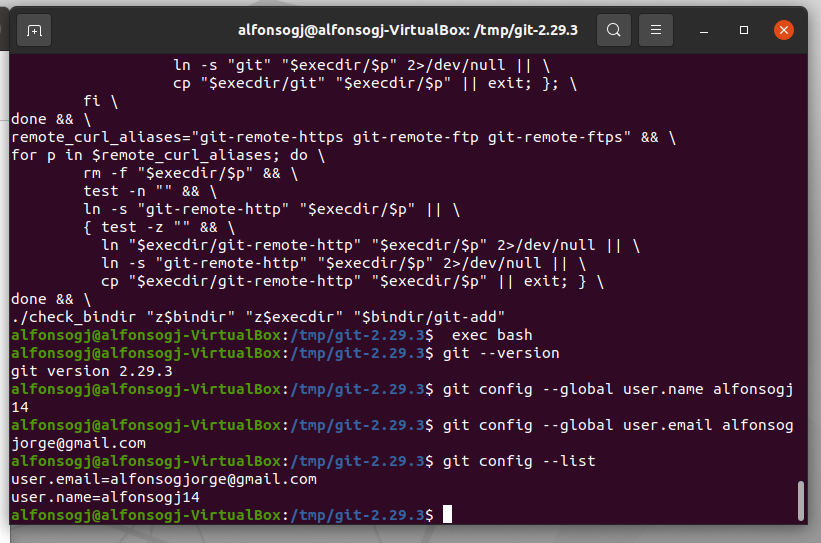 alfonsogj@alfonsogj-VirtualBox: /tmp/git-2.29.3
                  ln -s "git" "$execdir/$p" 2>/dev/null || \
                  cp "$execdir/git" "$execdir/$p" || exit; }; \
        fi \
done && \
remote_curl_aliases="git-remote-https git-remote-ftp git-remote-ftps" && \
for p in $remote_curl_aliases; do \
        rm -f "$execdir/$p" && \
        test -n "" && \
        ln -s "git-remote-http" "$execdir/$p" || \
        { test -z "" && \
          ln "$execdir/git-remote-http" "$execdir/$p" 2>/dev/null || \
          ln -s "git-remote-http" "$execdir/$p" 2>/dev/null || \
          cp "$execdir/git-remote-http" "$execdir/$p" || exit; } \
done && \
./check_bindir "z$bindir" "z$execdir" "$bindir/git-add"
alfonsogj@alfonsogj-VirtualBox:/tmp/git-2.29.3$  exec bash
alfonsogj@alfonsogj-VirtualBox:/tmp/git-2.29.3$ git --version
git version 2.29.3
alfonsogj@alfonsogj-VirtualBox:/tmp/git-2.29.3$ git config --global user.name alfonsogj
14
alfonsogj@alfonsogj-VirtualBox:/tmp/git-2.29.3$ git config --global user.email alfonsog
jorge@gmail.com
alfonsogj@alfonsogj-VirtualBox:/tmp/git-2.29.3$ git config --list
user.email=alfonsogjorge@gmail.com
user.name=alfonsogj14
alfonsogj@alfonsogj-VirtualBox:/tmp/git-2.29.3$